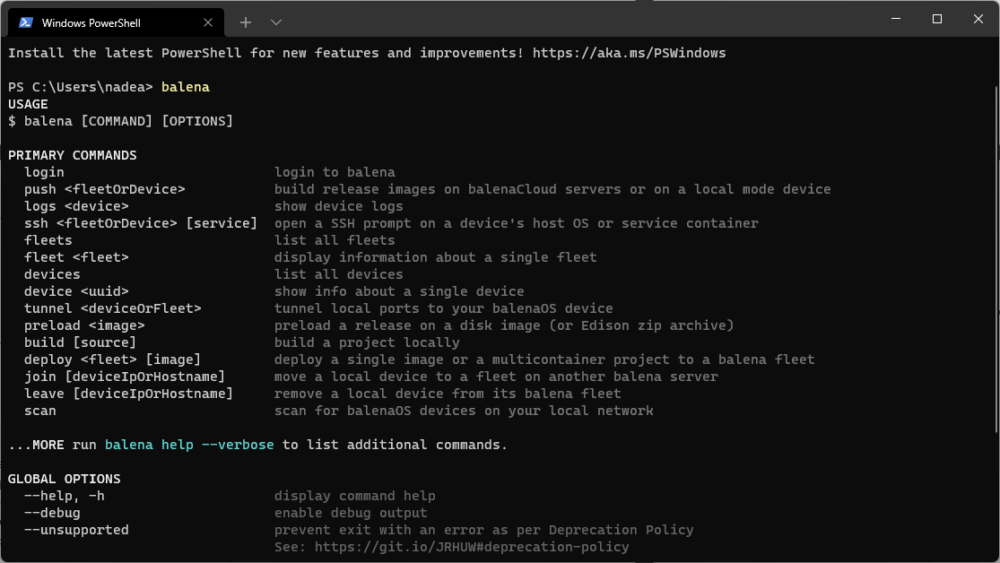 Windows PowerShell
Install the latest PowerShell for new features and improvements! https://aka.ms/PSWindows
PS C:\Users\nadea> balena
USAGE
$ balena [COMMAND] [OPTIONS]
PRIMARY COMMANDS
login login to balena
push <fleetOrDevice> build release images on balenaCloud servers or on a local mode device
logs <device> show device logs
ssh <fleetOrDevice> [service] open a SSH prompt on a device's host OS or service container
fleets list all fleets
fleet <fleet> display information about a single fleet
devices list all devices
device <uuid> show info about a single device
tunnel <deviceOrFleet> tunnel local ports to your balenaOS device
preload <image> preload a release on a disk image (or Edison zip archive)
build [source] build a project locally
deploy <fleet> [image] deploy a single image or a multicontainer project to a balena fleet
join [deviceIpOrHostname] move a local device to a fleet on another balena server
leave [deviceIpOrHostname] remove a local device from its balena fleet
scan scan for balenaOS devices on your local network
...MORE run balena help --verbose to list additional commands.
GLOBAL OPTIONS
--help, -h display command help
--debug enable debug output
--unsupported prevent exit with an error as per Deprecation Policy
See: https://git.io/JRHUW#deprecation-policy